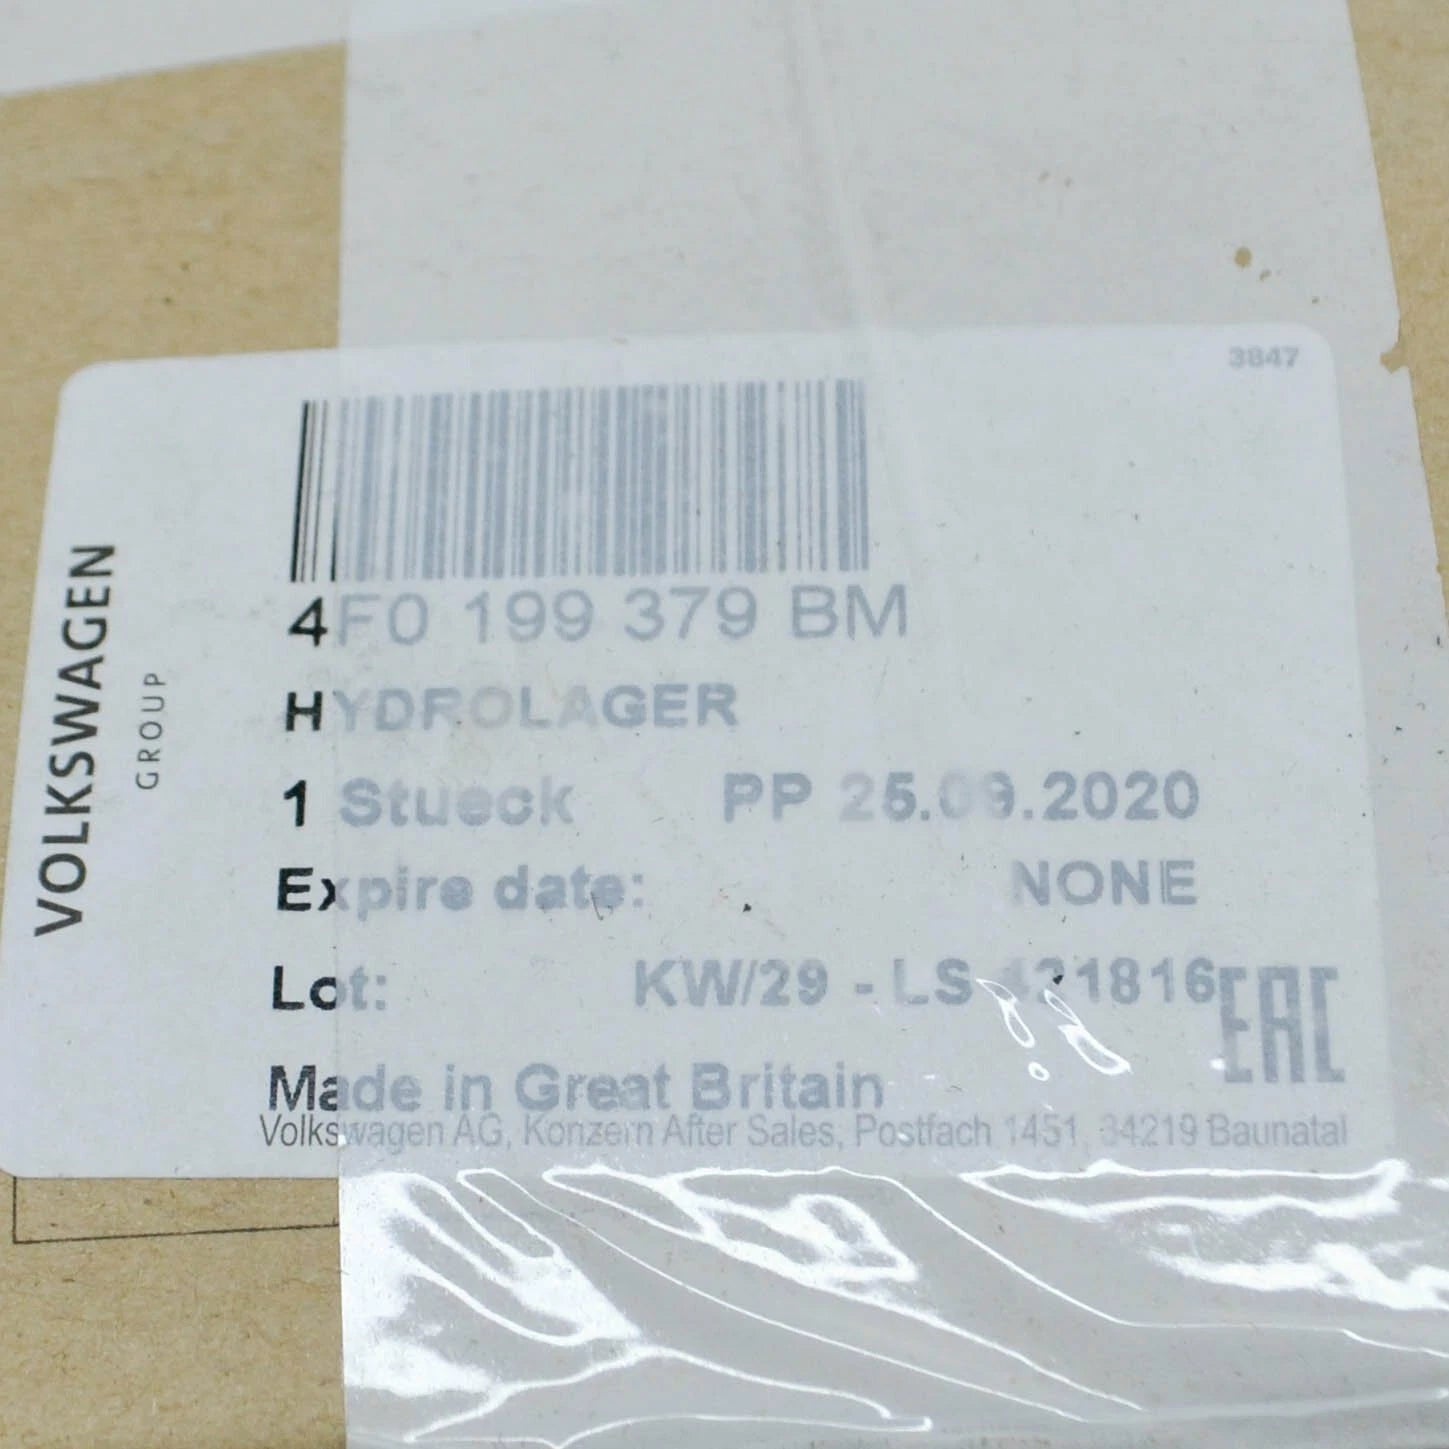 3847
VOLKSWAGEN
GROUP
4F0 199 379 BM
HYDROLAGER
1 Stueck PP 25.09.2020
Expire date: NONE
Lot: KW/29 - LS 421816
EAC
Made in Great Britain
Volkswagen AG, Konzern After Sales, Postfach 1451, 34219 Baunatal